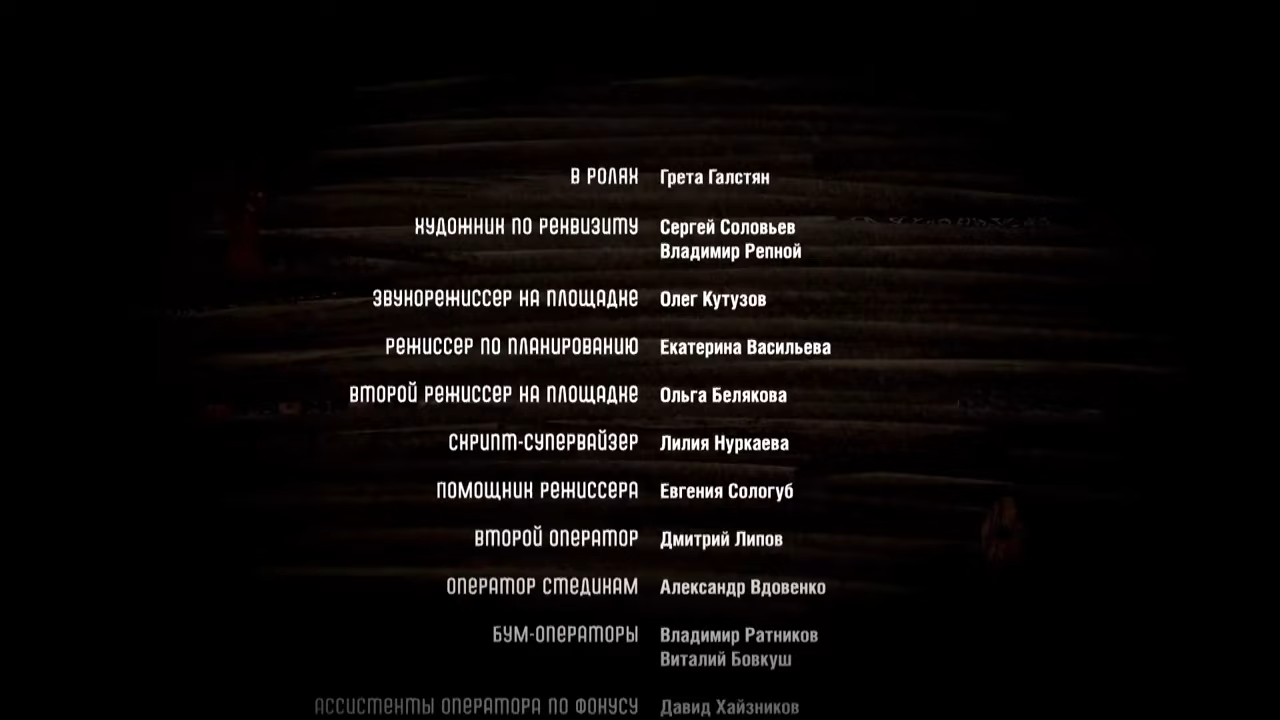 В РОЛЯХ Грета Галстян
ХУДОЖНИК ПО РЕКВИЗИТУ Сергей Соловьев
Владимир Репной
ЗВУКОРЕЖИССЕР НА ПЛОЩАДКЕ Олег Кутузов
РЕЖИССЕР ПО ПЛАНИРОВАНИЮ Екатерина Васильева
ВТОРОЙ РЕЖИССЕР НА ПЛОЩАДКЕ Ольга Белякова
СКРИПТ-СУПЕРВАЙЗЕР Лилия Нуркаева
ПОМОЩНИК РЕЖИССЕРА Евгения Сологуб
ВТОРОЙ ОПЕРАТОР Дмитрий Липов
ОПЕРАТОР СТЕДИКАМ Александр Вдовенко
БУМ-ОПЕРАТОРЫ Владимир Ратников
Виталий Бовкуш
АССИСТЕНТЫ ОПЕРАТОРА ПО ФОКУСУ Давид Хайзников